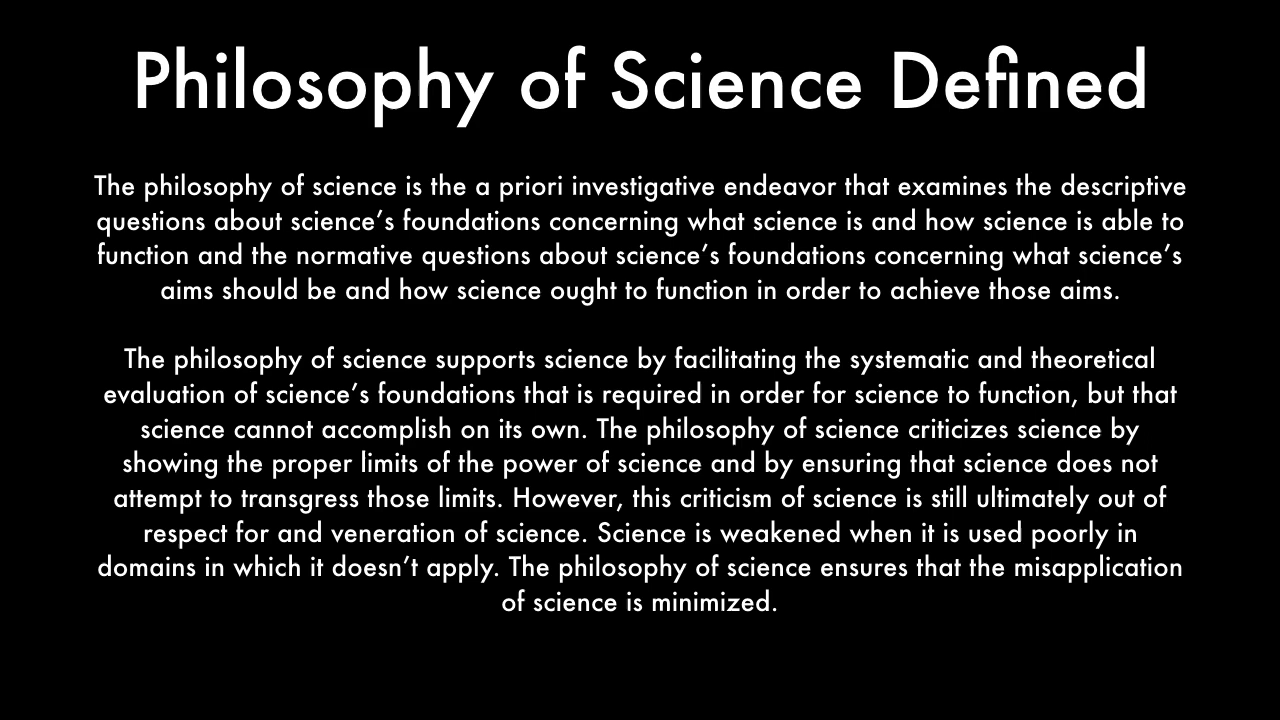 Philosophy of Science Defined
The philosophy of science is the a priori investigative endeavor that examines the descriptive
questions about science’s foundations concerning what science is and how science is able to
function and the normative questions about science’s foundations concerning what science’s
aims should be and how science ought to function in order to achieve those aims.
The philosophy of science supports science by facilitating the systematic and theoretical
evaluation of science’s foundations that is required in order for science to function, but that
science cannot accomplish on its own. The philosophy of science criticizes science by
showing the proper limits of the power of science and by ensuring that science does not
attempt to transgress those limits. However, this criticism of science is still ultimately out of
respect for and veneration of science. Science is weakened when it is used poorly in
domains in which it doesn’t apply. The philosophy of science ensures that the misapplication
of science is minimized.